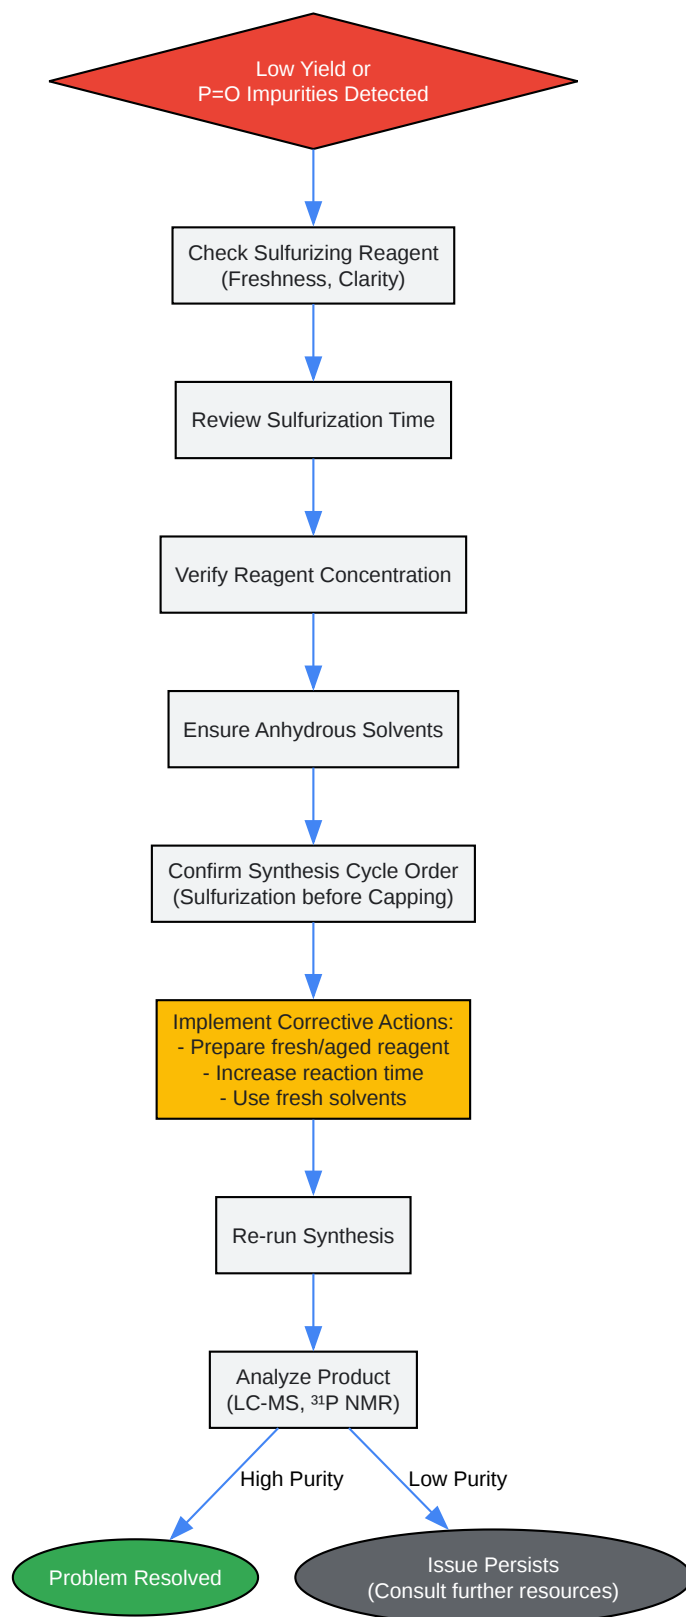 Low Yield or
P=O Impurities Detected
Check Sulfurizing Reagent
(Freshness, Clarity)
Review Sulfurization Time
Verify Reagent Concentration
Ensure Anhydrous Solvents
Confirm Synthesis Cycle Order
(Sulfurization before Capping)
Implement Corrective Actions:
- Prepare fresh/aged reagent
- Increase reaction time
- Use fresh solvents
Re-run Synthesis
Analyze Product
(LC-MS, ³¹P NMR)
High Purity
Low Purity
Problem Resolved
Issue Persists
(Consult further resources)